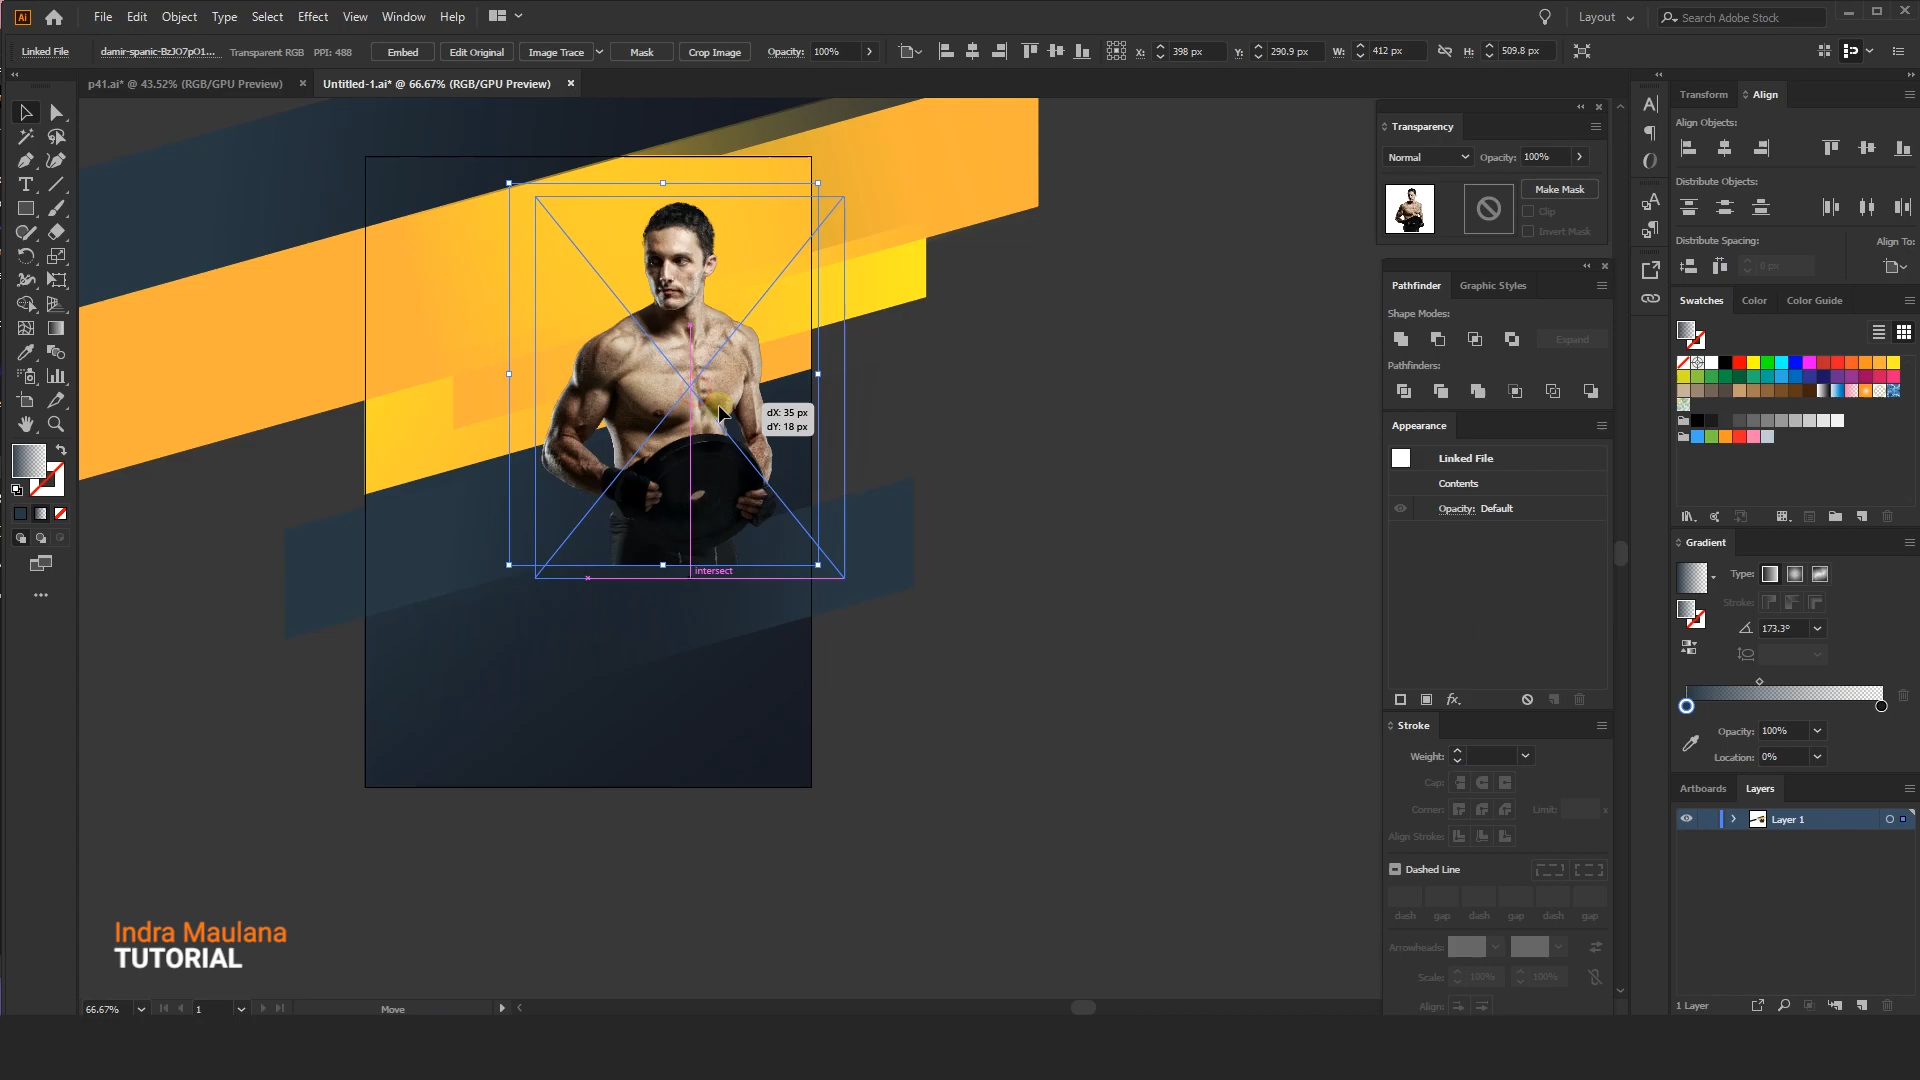 Ai File Edit Object Type Select Effect View Window Help Layout Search Adobe Stock
Linked File damir-spanic-BzJO7pO1... Transparent RGB PPI: 488 Embed Edit Original Image Trace Mask Crop Image Opacity: 100% X: 398 px Y: 290.9 px W: 412 px H: 509.8 px
p41.ai* @ 43.52% (RGB/GPU Preview) × Untitled-1.ai* @ 66.67% (RGB/GPU Preview) ×
Transparency
Normal Opacity: 100%
Make Mask
Clip
Invert Mask
Pathfinder Graphic Styles
Shape Modes:
Expand
Pathfinders:
Appearance
Linked File
Contents
Opacity: Default
fx.
Stroke
Weight:
Cap:
Corner: Limit: x
Align Stroke:
Dashed Line
dash gap dash gap dash gap
Arrowheads:
Scale: 100% 100%
Align:
Transform Align
Align Objects:
Distribute Objects:
Distribute Spacing: Align To:
0 px
Swatches Color Color Guide
Gradient
Type:
Stroke:
173.3°
Opacity: 100%
Location: 0%
Artboards Layers
Layer 1
1 Layer
dX: 35 px
dY: 18 px
intersect
Indra Maulana
TUTORIAL
66.67% 1 Move